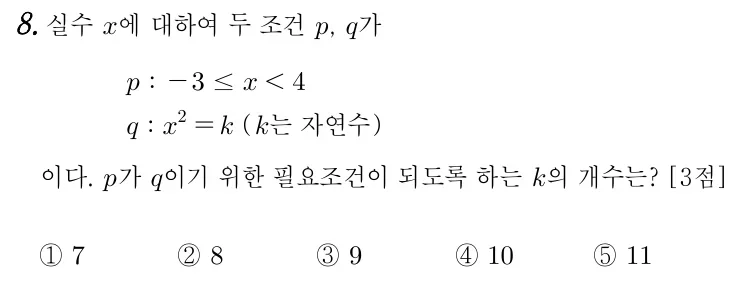 8. 실수 x에 대하여 두 조건 p, q가
p : −3 ≤ x < 4
q : x² = k (k는 자연수)
이다. p가 q이기 위한 필요조건이 되도록 하는 k의 개수는? [3점]
① 7 ② 8 ③ 9 ④ 10 ⑤ 11